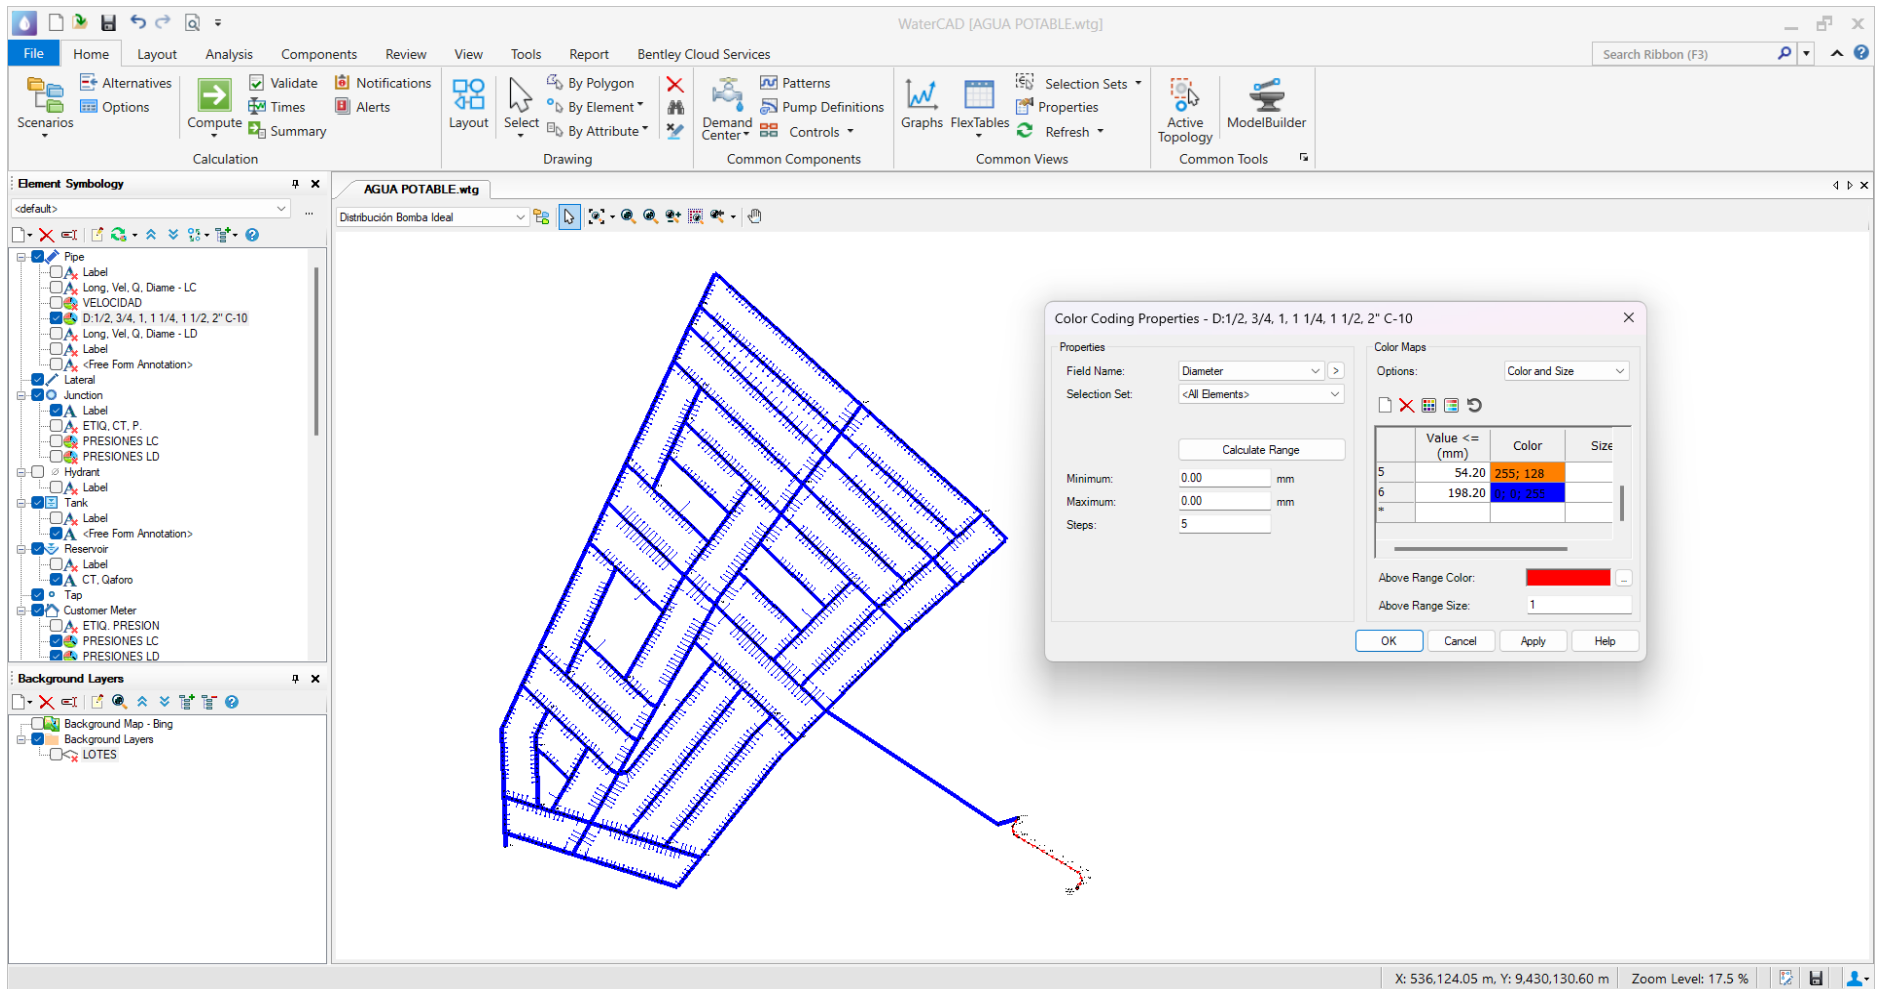 WaterCAD [AGUA POTABLE.wtg]
File Home Layout Analysis Components Review View Tools Report Bentley Cloud Services
Search Ribbon (F3)
Scenarios
Alternatives
Options
Compute
Validate
Times
Summary
Notifications
Alerts
Calculation
Layout
Select
By Polygon
By Element
By Attribute
Drawing
Demand Center
Patterns
Pump Definitions
Controls
Common Components
Graphs
FlexTables
Selection Sets
Properties
Refresh
Common Views
Active Topology
ModelBuilder
Common Tools
Element Symbology
<default>
...
Pipe
Label
Long, Vel, Q, Diame - LC
VELOCIDAD
D:1/2, 3/4, 1, 1 1/4, 1 1/2, 2" C-10
Long, Vel, Q, Diame - LD
Label
<Free Form Annotation>
Lateral
Junction
Label
ETIQ, CT, P.
PRESIONES LC
PRESIONES LD
Hydrant
Label
Tank
Label
<Free Form Annotation>
Reservoir
Label
CT, Qaforo
Tap
Customer Meter
ETIQ. PRESION
PRESIONES LC
PRESIONES LD
Background Layers
Background Map - Bing
Background Layers
LOTES
AGUA POTABLE.wtg
Distribución Bomba Ideal
Color Coding Properties - D:1/2, 3/4, 1, 1 1/4, 1 1/2, 2" C-10
Properties
Field Name: Diameter >
Selection Set: <All Elements>
Calculate Range
Minimum: 0.00 mm
Maximum: 0.00 mm
Steps: 5
Color Maps
Options: Color and Size
Value <= (mm) Color Size
5 54.20 255; 128
6 198.20 0; 0; 255
*
Above Range Color: ...
Above Range Size: 1
OK Cancel Apply Help
X: 536,124.05 m, Y: 9,430,130.60 m Zoom Level: 17.5 %